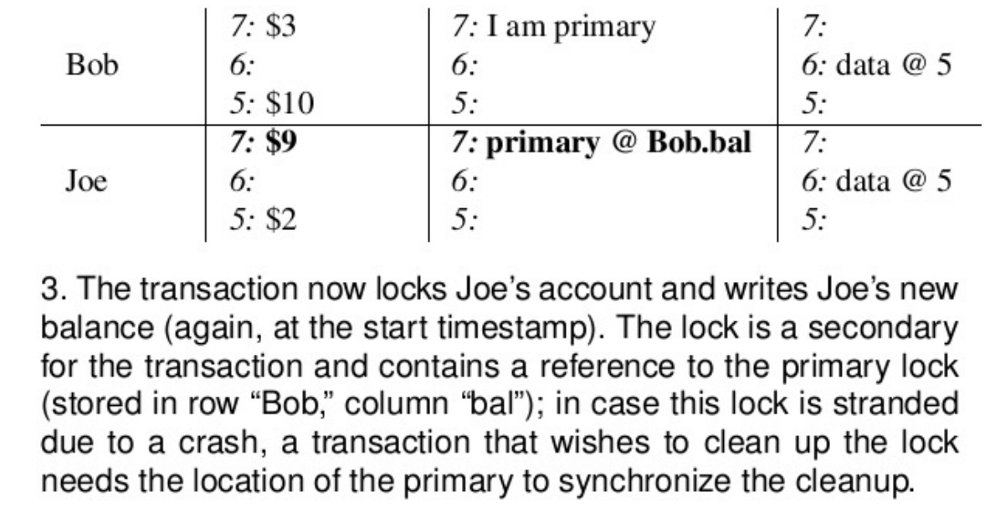 7: $3 7: I am primary 7:
Bob 6: 6: 6: data @ 5
5: $10 5: 5:
7: $9 7: primary @ Bob.bal 7:
Joe 6: 6: 6: data @ 5
5: $2 5: 5:
3. The transaction now locks Joe’s account and writes Joe’s new
balance (again, at the start timestamp). The lock is a secondary
for the transaction and contains a reference to the primary lock
(stored in row “Bob,” column “bal”); in case this lock is stranded
due to a crash, a transaction that wishes to clean up the lock
needs the location of the primary to synchronize the cleanup.